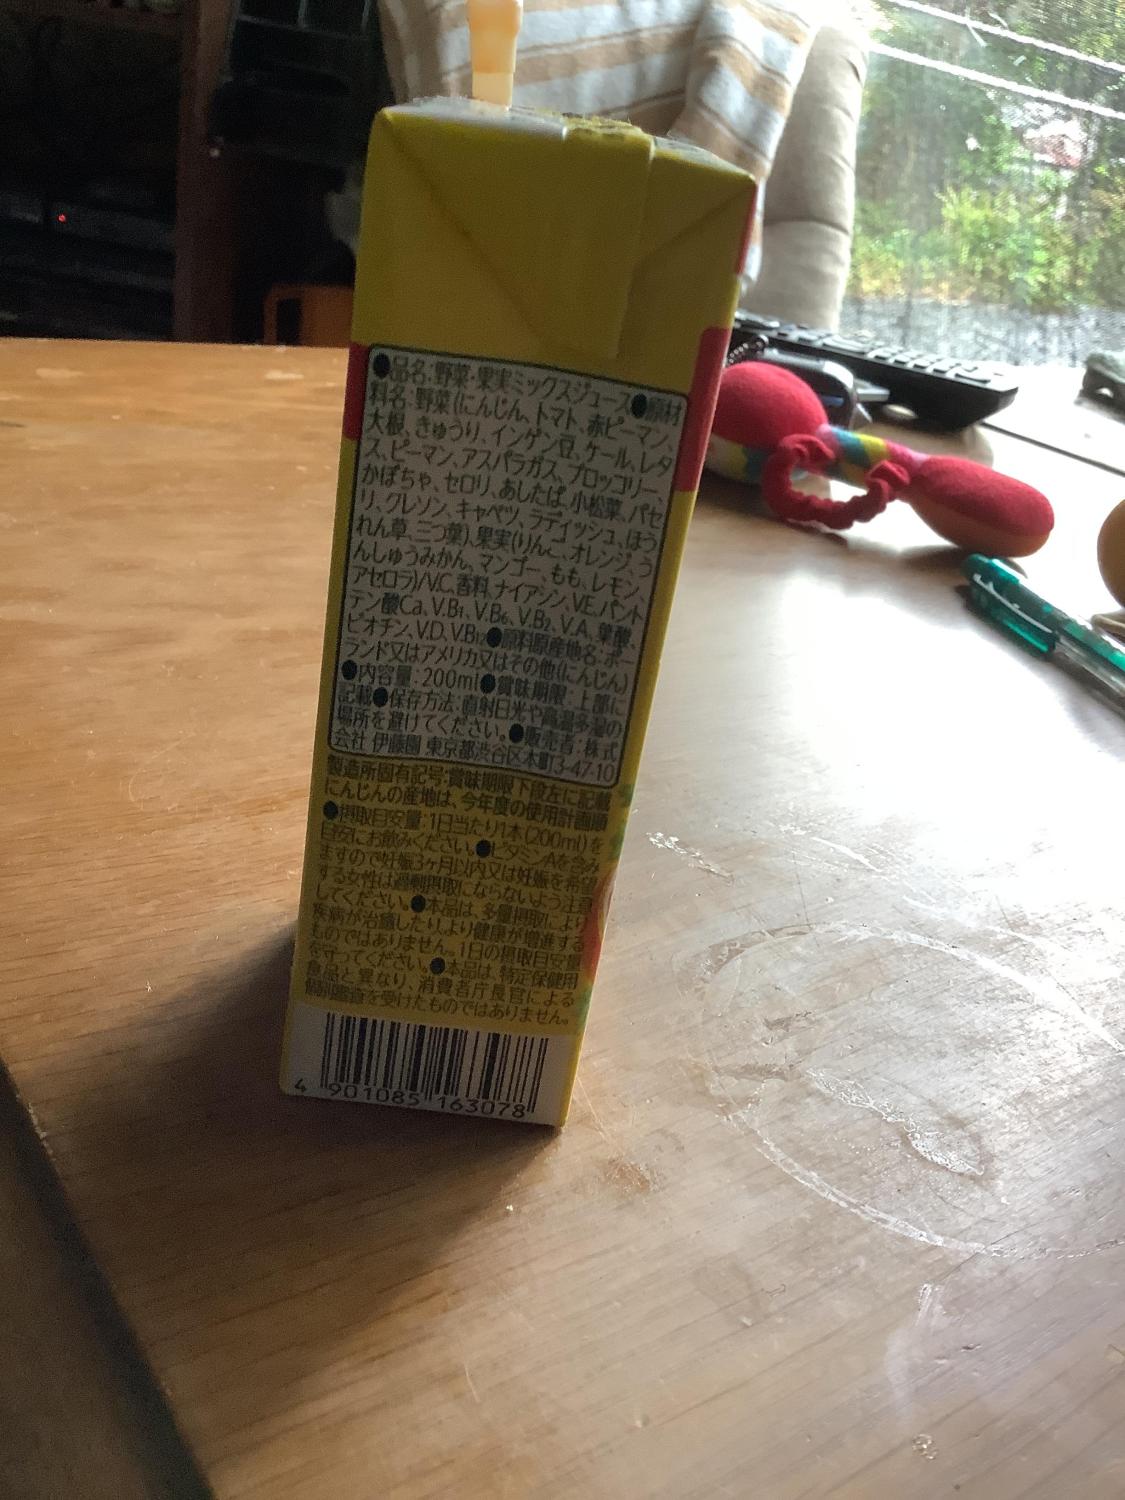 ●品名:野菜・果実ミックスジュース●原材
料名:野菜(にんじん、トマト、赤ピーマン、
大根、きゅうり、インゲン豆、ケール、レタ
ス、ピーマン、アスパラガス、ブロッコリー、
かぼちゃ、セロリ、あしたば、小松菜、パセ
リ、クレソン、キャベツ、ラディッシュ、ほう
れん草、三つ葉)、果実(りんご、オレンジ、う
んしゅうみかん、マンゴー、もも、レモン、
アセロラ)/V.C、香料、ナイアシン、V.E、パント
テン酸Ca、V.B1、V.B6、V.B2、V.A、葉酸、
ビオチン、V.D、V.B12●原料原産地名:ポー
ランド又はアメリカ又はその他(にんじん)
●内容量:200ml●賞味期限:上部に
記載●保存方法:直射日光や高温多湿の
場所を避けてください。●販売者:株式
会社 伊藤園 東京都渋谷区本町3-47-10
製造所固有記号:賞味期限下段左に記載
にんじんの産地は、今年度の使用計画順
●摂取目安量:1日当たり1本(200ml)を
目安にお飲みください。●ビタミンAを含み
ますので妊娠3ヶ月以内又は妊娠を希望
する女性は過剰摂取にならないよう注意
してください。●本品は、多量摂取により
疾病が治癒したり、より健康が増進する
ものではありません。1日の摂取目安量
を守ってください。●本品は、特定保健用
食品と異なり、消費者庁長官による
個別審査を受けたものではありません。
4 901085 163078